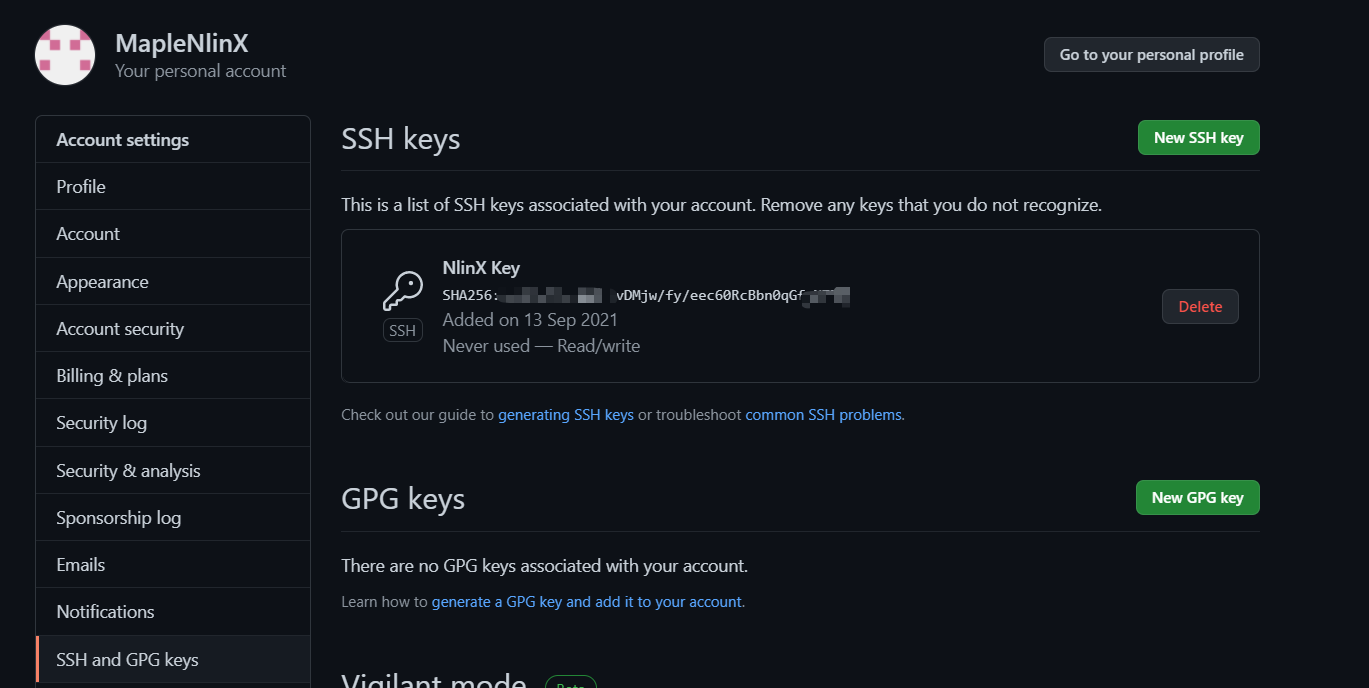 MapleNlinX
Your personal account
Go to your personal profile
Account settings
Profile
Account
Appearance
Account security
Billing & plans
Security log
Security & analysis
Sponsorship log
Emails
Notifications
SSH and GPG keys
SSH keys
New SSH key
This is a list of SSH keys associated with your account. Remove any keys that you do not recognize.
NlinX Key
SHA256: vDMjw/fy/eec60RcBbn0qGf
SSH
Added on 13 Sep 2021
Never used — Read/write
Delete
Check out our guide to generating SSH keys or troubleshoot common SSH problems.
GPG keys
New GPG key
There are no GPG keys associated with your account.
Learn how to generate a GPG key and add it to your account.
Vigilant mode
Beta